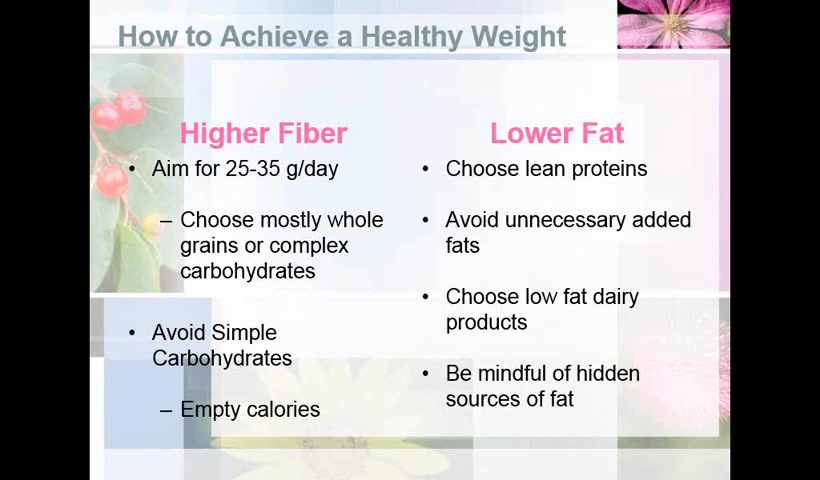 How to Achieve a Healthy Weight
Higher Fiber
• Aim for 25-35 g/day
– Choose mostly whole
grains or complex
carbohydrates
• Avoid Simple
Carbohydrates
– Empty calories
Lower Fat
• Choose lean proteins
• Avoid unnecessary added
fats
• Choose low fat dairy
products
• Be mindful of hidden
sources of fat